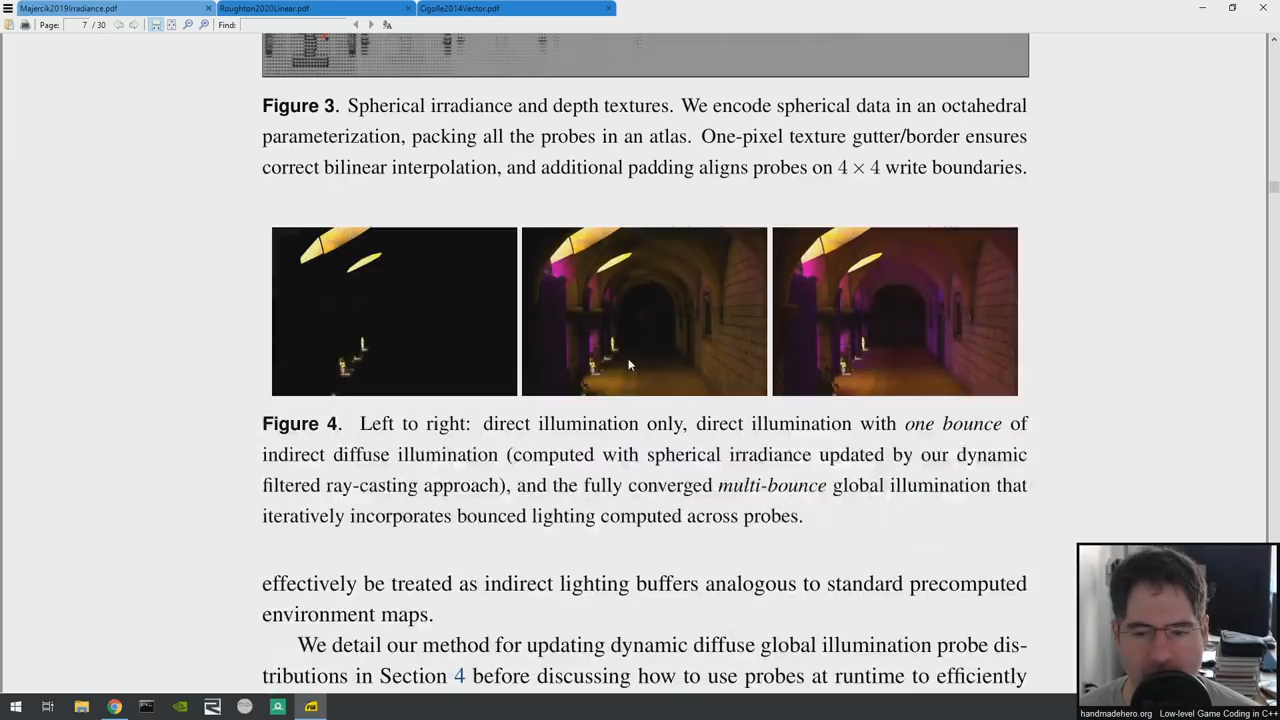 Majercik2019Irradiance.pdf
Roughton2020Linear.pdf
Cigolle2014Vector.pdf
Page: 7 / 30
Find:
Figure 3. Spherical irradiance and depth textures. We encode spherical data in an octahedral
parameterization, packing all the probes in an atlas. One-pixel texture gutter/border ensures
correct bilinear interpolation, and additional padding aligns probes on 4 × 4 write boundaries.
Figure 4. Left to right: direct illumination only, direct illumination with one bounce of
indirect diffuse illumination (computed with spherical irradiance updated by our dynamic
filtered ray-casting approach), and the fully converged multi-bounce global illumination that
iteratively incorporates bounced lighting computed across probes.
effectively be treated as indirect lighting buffers analogous to standard precomputed
environment maps.
We detail our method for updating dynamic diffuse global illumination probe dis-
tributions in Section 4 before discussing how to use probes at runtime to efficiently
handmadehero.org Low-level Game Coding in C++